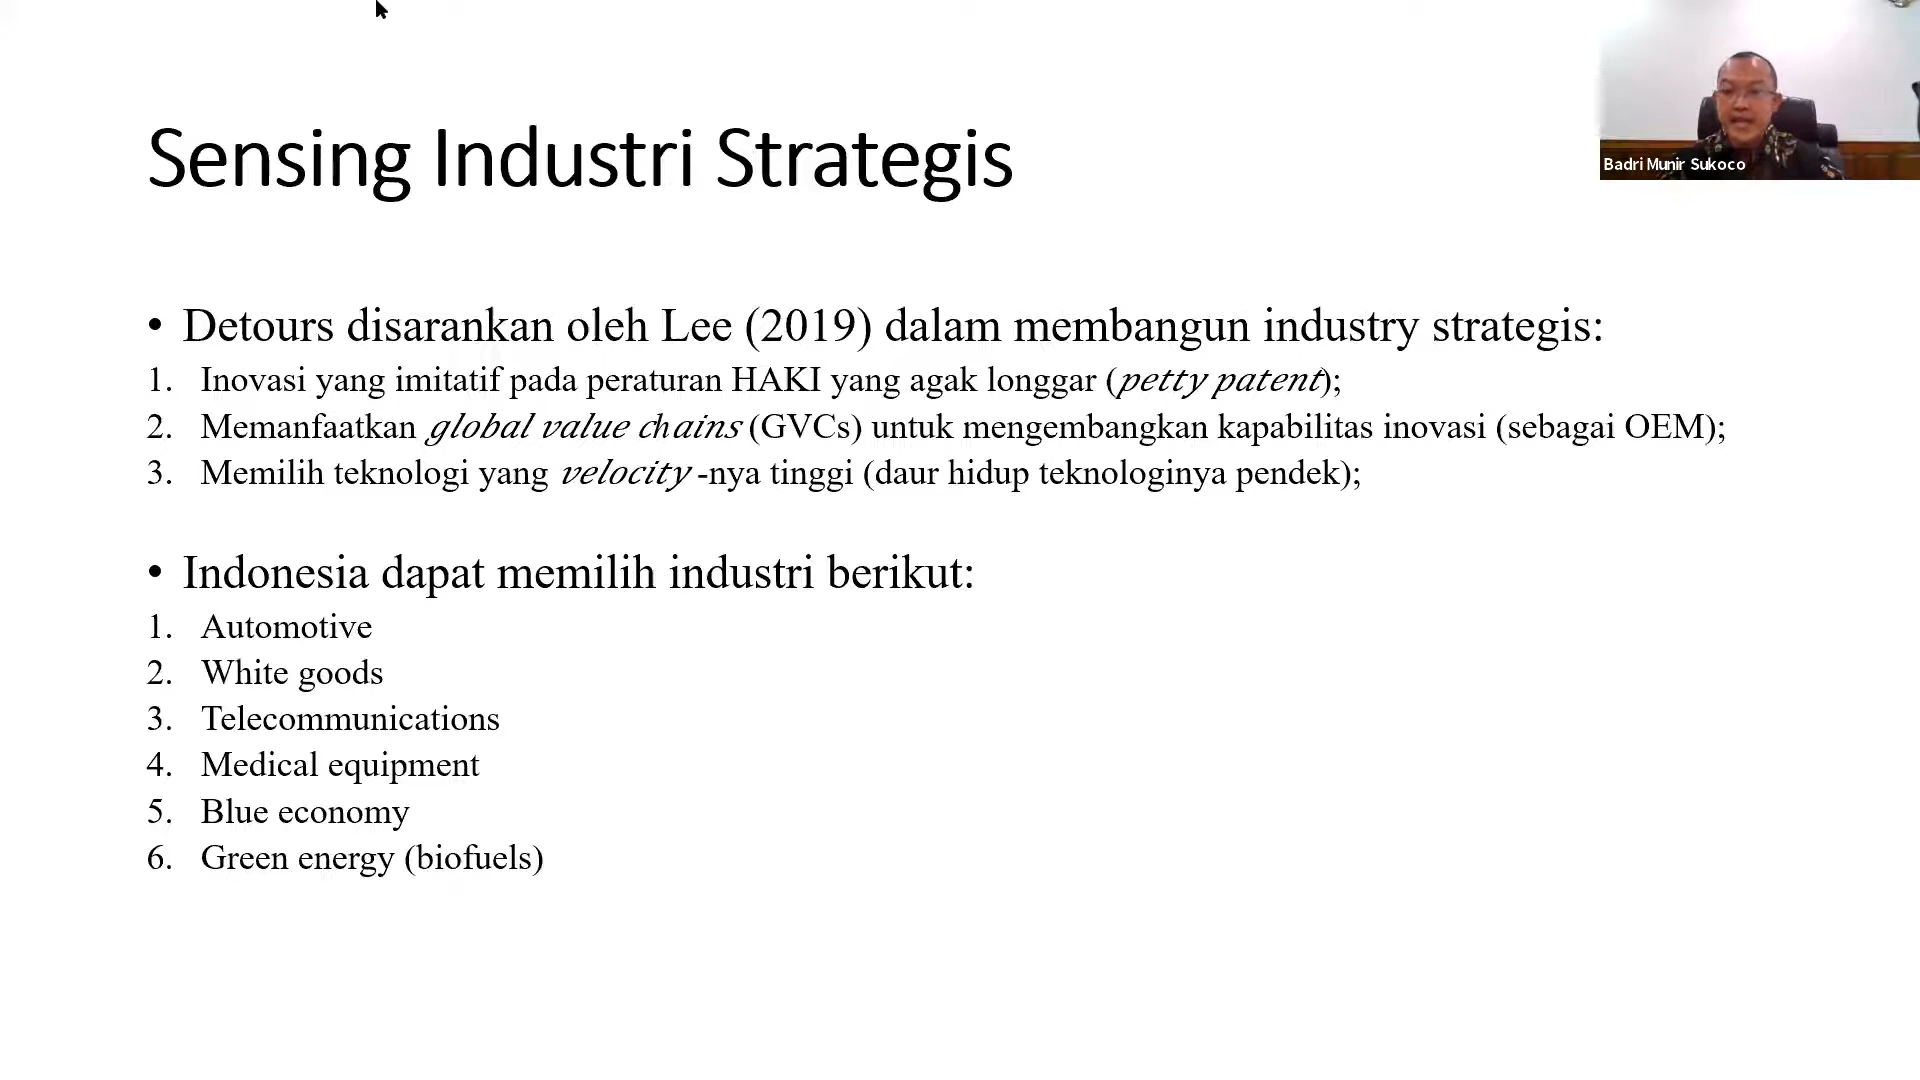 Sensing Industri Strategis
Badri Munir Sukoco
• Detours disarankan oleh Lee (2019) dalam membangun industry strategis:
1. Inovasi yang imitatif pada peraturan HAKI yang agak longgar (petty patent);
2. Memanfaatkan global value chains (GVCs) untuk mengembangkan kapabilitas inovasi (sebagai OEM);
3. Memilih teknologi yang velocity -nya tinggi (daur hidup teknologinya pendek);
• Indonesia dapat memilih industri berikut:
1. Automotive
2. White goods
3. Telecommunications
4. Medical equipment
5. Blue economy
6. Green energy (biofuels)